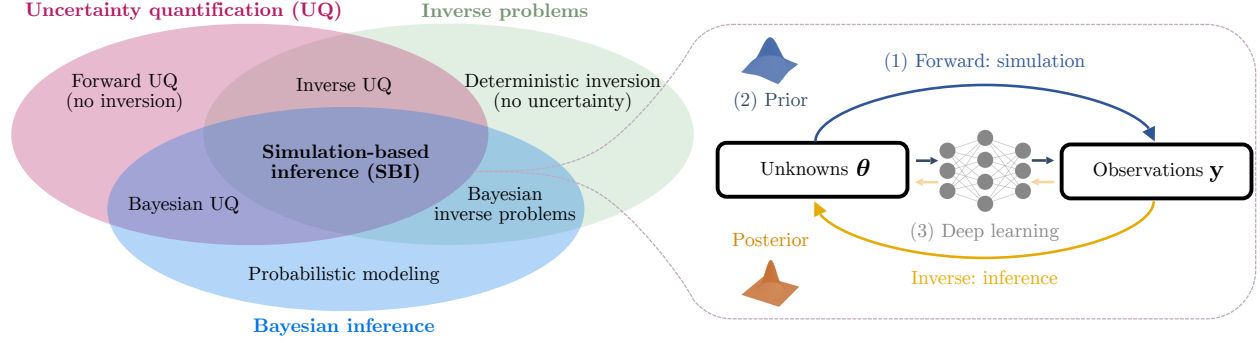 Uncertainty quantification (UQ)
Inverse problems
Forward UQ
(no inversion)
Inverse UQ
Deterministic inversion
(no uncertainty)
Simulation-based
inference (SBI)
Bayesian UQ
Bayesian
inverse problems
Probabilistic modeling
Bayesian inference
(1) Forward: simulation
(2) Prior
Unknowns θ
Observations y
(3) Deep learning
Posterior
Inverse: inference